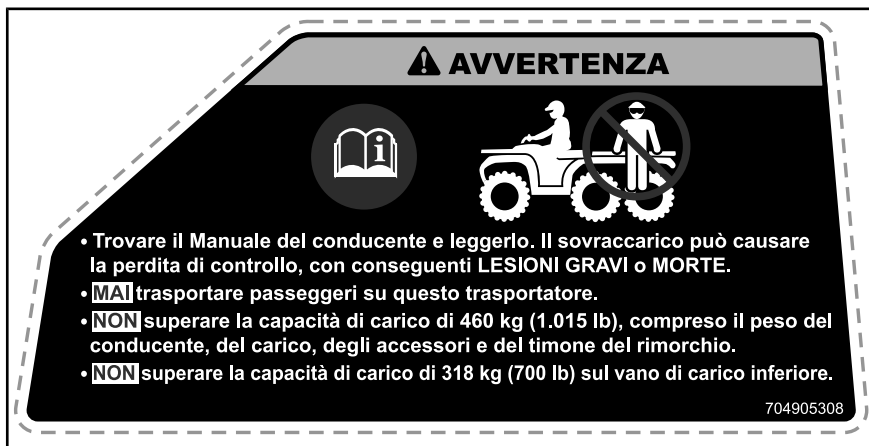 AVVERTENZA
i
• Trovare il Manuale del conducente e leggerlo. Il sovraccarico può causare
la perdita di controllo, con conseguenti LESIONI GRAVI o MORTE.
• MAI trasportare passeggeri su questo trasportatore.
• NON superare la capacità di carico di 460 kg (1.015 lb), compreso il peso del
conducente, del carico, degli accessori e del timone del rimorchio.
• NON superare la capacità di carico di 318 kg (700 lb) sul vano di carico inferiore.
704905308